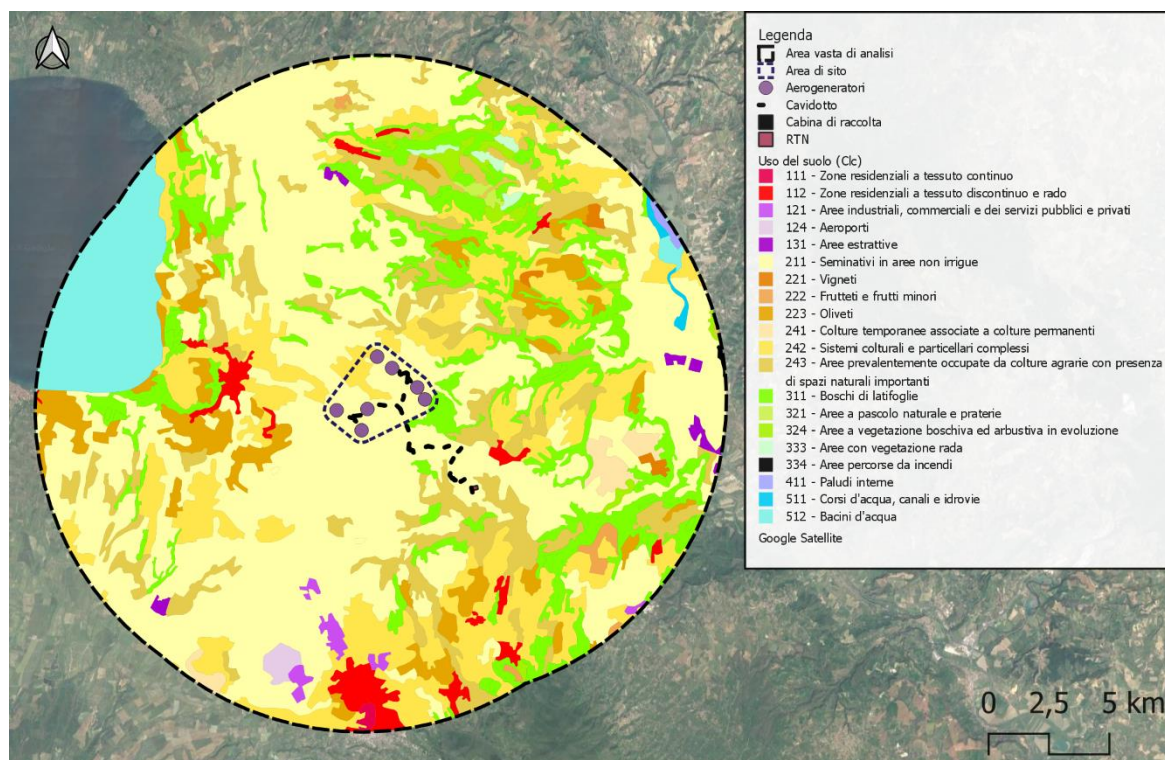 Legenda
Area vasta di analisi
Area di sito
Aerogeneratori
Cavidotto
Cabina di raccolta
RTN
Uso del suolo (Clc)
111 - Zone residenziali a tessuto continuo
112 - Zone residenziali a tessuto discontinuo e rado
121 - Aree industriali, commerciali e dei servizi pubblici e privati
124 - Aeroporti
131 - Aree estrattive
211 - Seminativi in aree non irrigue
221 - Vigneti
222 - Frutteti e frutti minori
223 - Oliveti
241 - Colture temporanee associate a colture permanenti
242 - Sistemi colturali e particellari complessi
243 - Aree prevalentemente occupate da colture agrarie con presenza
di spazi naturali importanti
311 - Boschi di latifoglie
321 - Aree a pascolo naturale e praterie
324 - Aree a vegetazione boschiva ed arbustiva in evoluzione
333 - Aree con vegetazione rada
334 - Aree percorse da incendi
411 - Paludi interne
511 - Corsi d'acqua, canali e idrovie
512 - Bacini d'acqua
Google Satellite
0 2,5 5 km